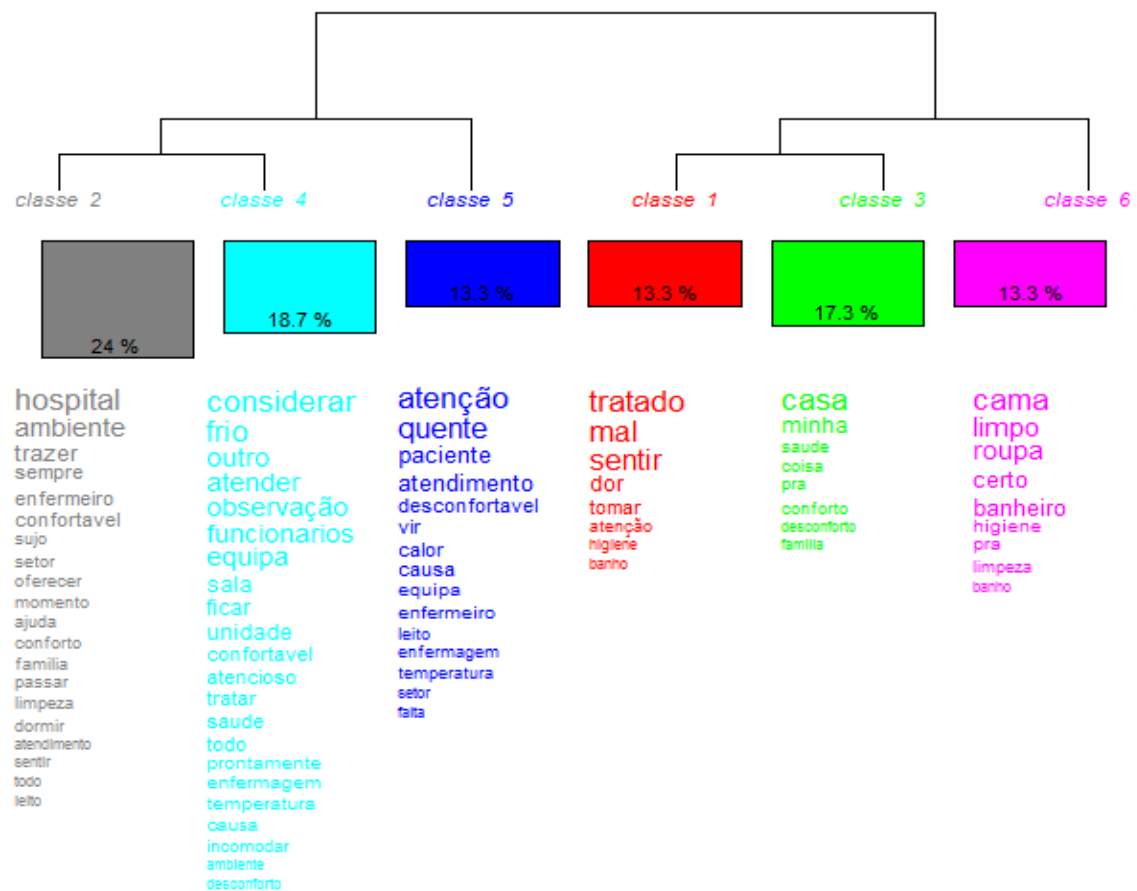 classe 2
classe 4
classe 5
classe 1
classe 3
classe 6
24 %
18.7 %
13.3 %
13.3 %
17.3 %
13.3 %
hospital
ambiente
trazer
sempre
enfermeiro
confortavel
sujo
setor
oferecer
momento
ajuda
conforto
familia
passar
limpeza
dormir
atendimento
sentir
todo
leito
considerar
frio
outro
atender
observação
funcionarios
equipa
sala
ficar
unidade
confortavel
atencioso
tratar
saude
todo
prontamente
enfermagem
temperatura
causa
incomodar
ambiente
desconforto
atenção
quente
paciente
atendimento
desconfortavel
vir
calor
causa
equipa
enfermeiro
leito
enfermagem
temperatura
setor
falta
tratado
mal
sentir
dor
tomar
atenção
higiene
banho
casa
minha
saude
coisa
pra
conforto
desconforto
familia
cama
limpo
roupa
certo
banheiro
higiene
pra
limpeza
banho